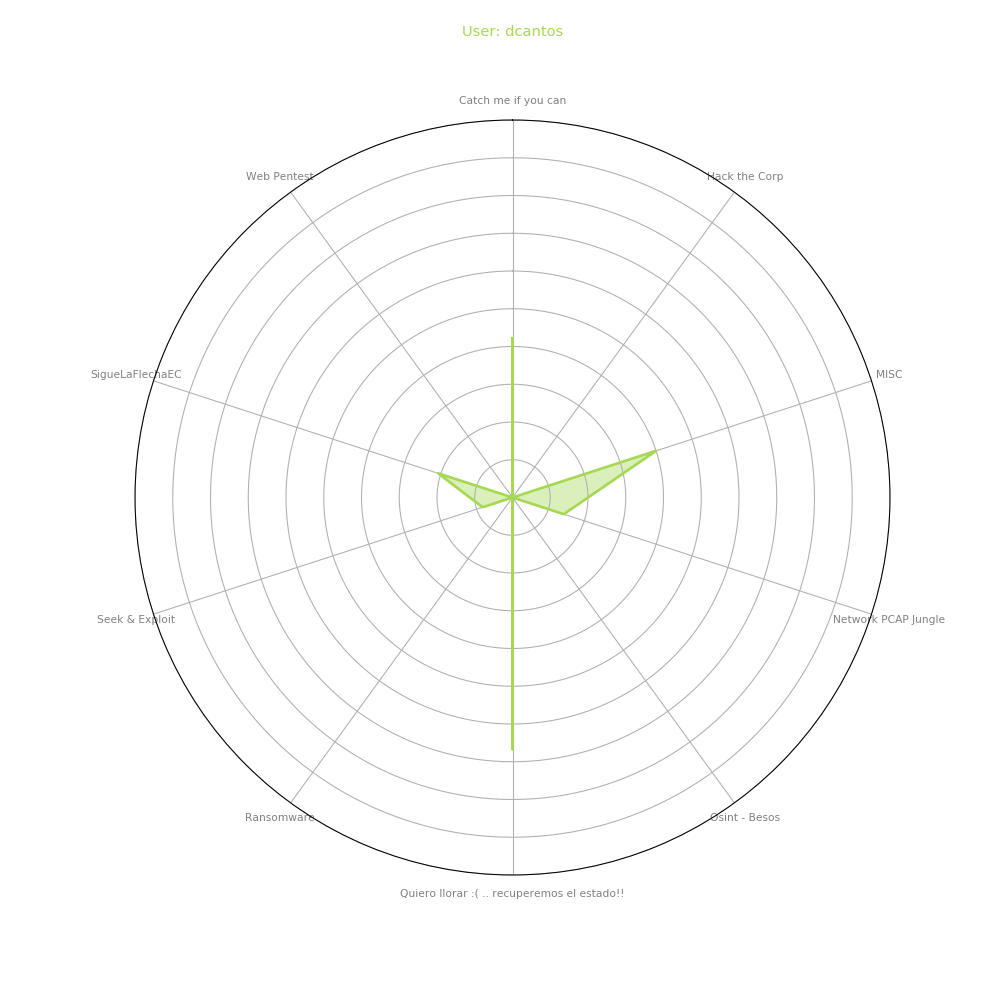 User: dcantos
Catch me if you can
Web Pentest
Hack the Corp
SigueLaFlechaEC
MISC
Seek & Exploit
Network PCAP Jungle
Ransomware
Osint - Besos
Quiero llorar :( .. recuperemos el estado!!